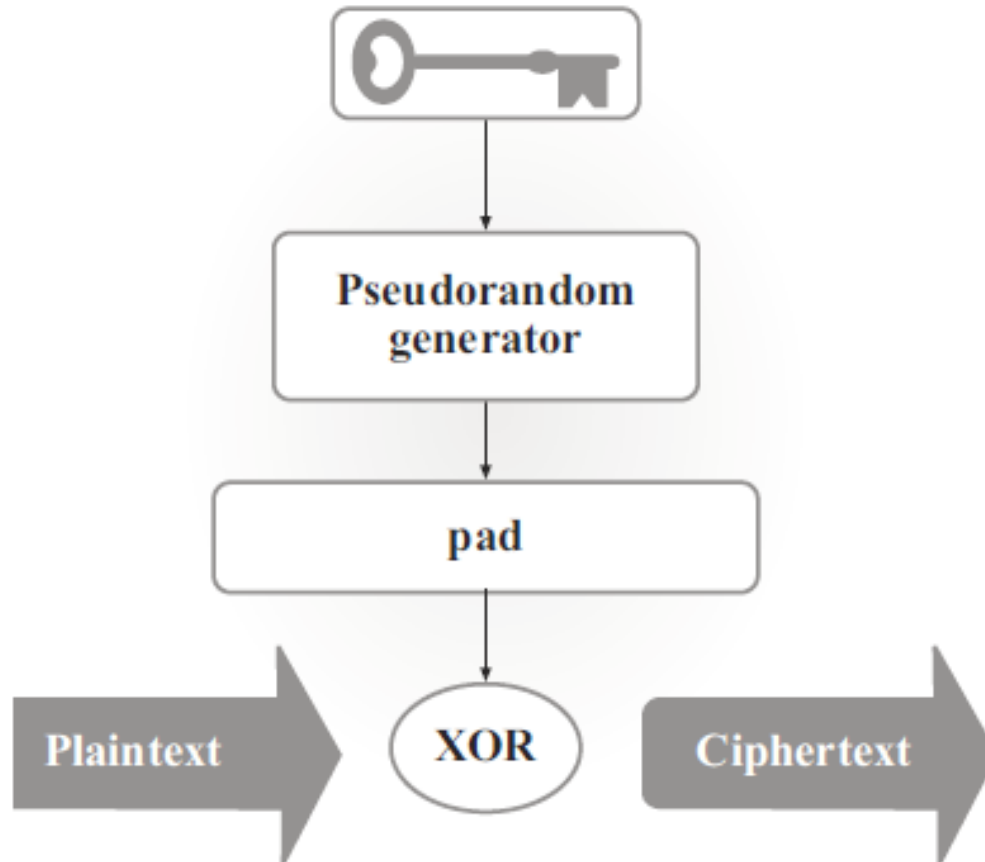 Pseudorandom
generator
pad
Plaintext
XOR
Ciphertext